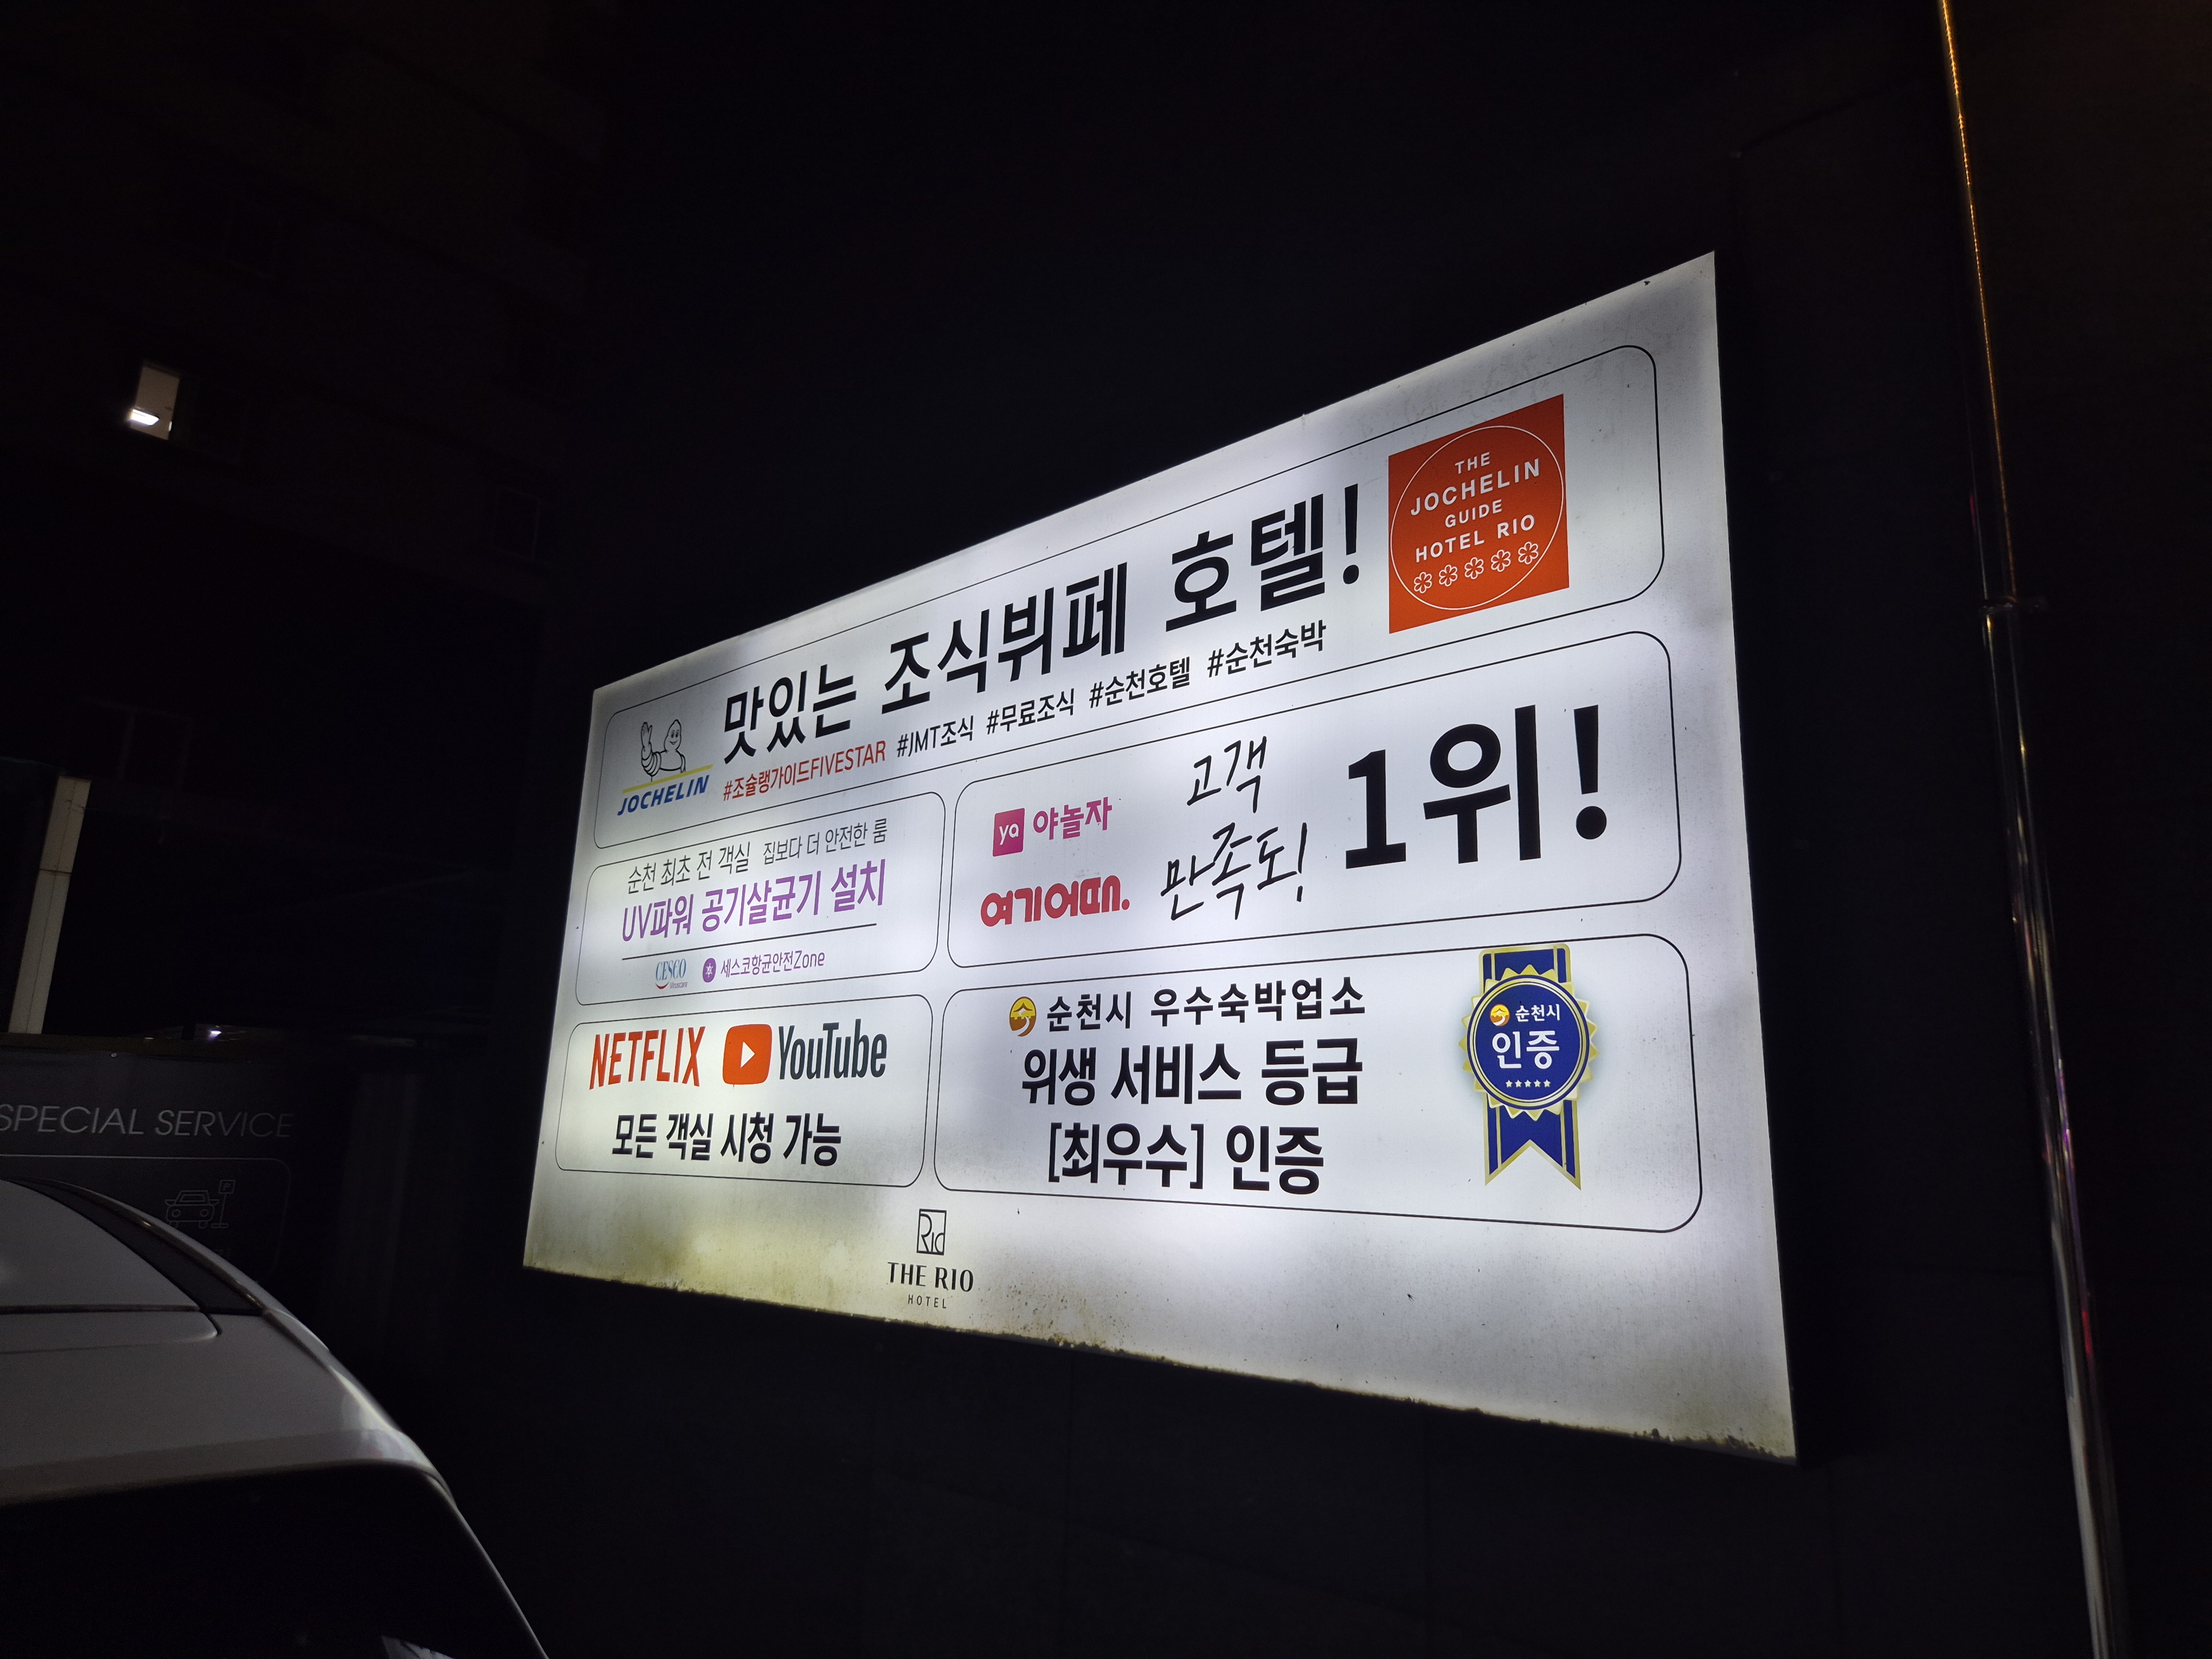 맛있는 조식뷔페 호텔!
JOCHELIN
#조슐랭가이드FIVESTAR #JMT조식 #무료조식 #순천호텔 #순천숙박
THE
JOCHELIN
GUIDE
HOTEL RIO
순천 최초 전 객실 집보다 더 안전한 룸
UV파워 공기살균기 설치
CESCO 세스코항균안전Zone
ya 야놀자
여기어때.
고객
만족도!
1위!
NETFLIX YouTube
모든 객실 시청 가능
순천시 우수숙박업소
위생 서비스 등급
[최우수] 인증
순천시
인증
Rio
THE RIO
HOTEL
SPECIAL SERVICE
P